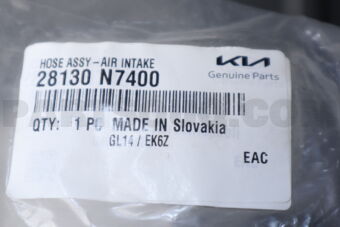 HOSE ASSY-AIR INTAKE
KIA
28130 N7400
Genuine Parts
QTY: 1 PC MADE IN Slovakia
GL14 / EK6Z
EAC